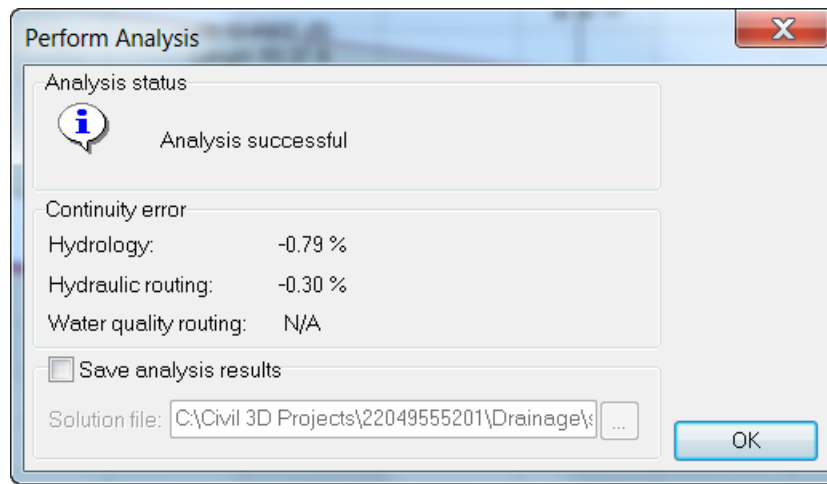 Perform Analysis
Analysis status
Analysis successful
Continuity error
Hydrology: -0.79 %
Hydraulic routing: -0.30 %
Water quality routing: N/A
Save analysis results
Solution file: C:\Civil 3D Projects\22049555201\Drainage\s ...
OK